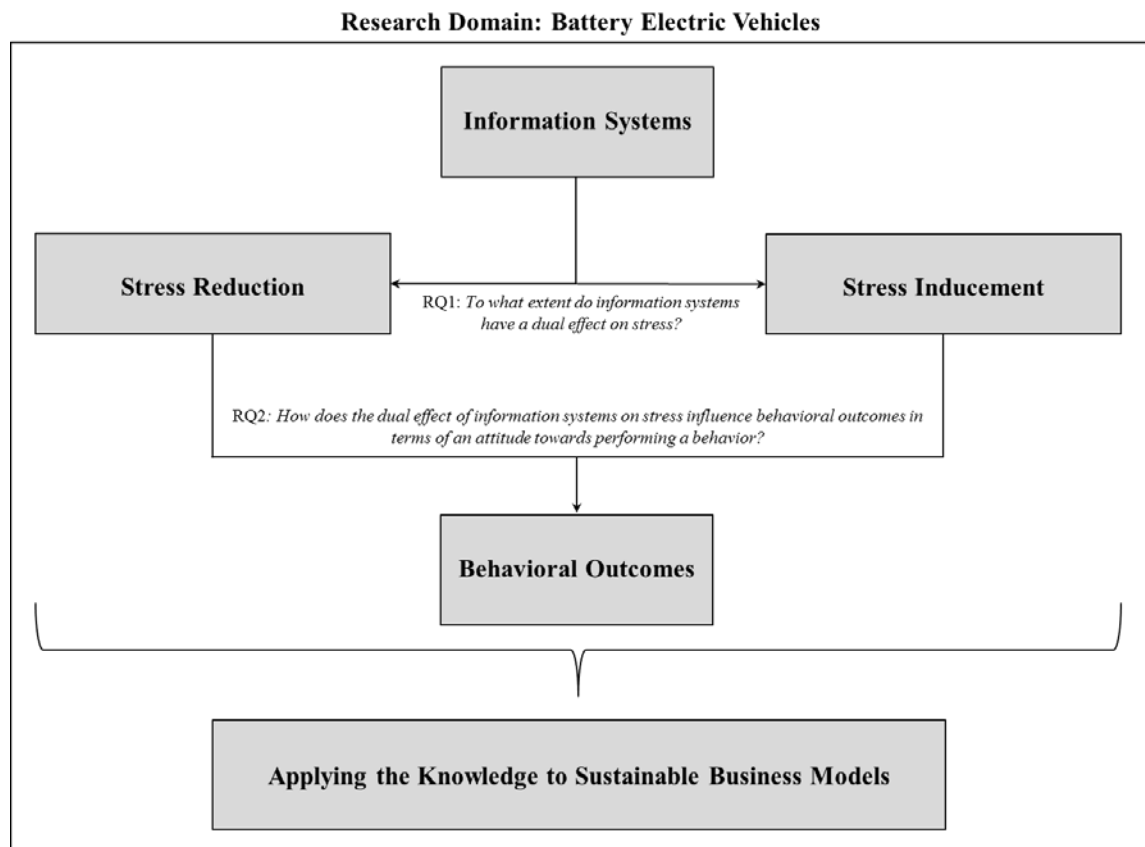 Research Domain: Battery Electric Vehicles
Information Systems
Stress Reduction
Stress Inducement
RQ1: To what extent do information systems
have a dual effect on stress?
RQ2: How does the dual effect of information systems on stress influence behavioral outcomes in
terms of an attitude towards performing a behavior?
Behavioral Outcomes
Applying the Knowledge to Sustainable Business Models